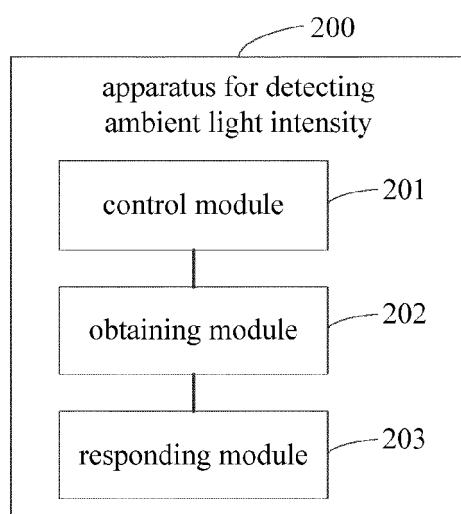 200
apparatus for detecting
ambient light intensity
control module
201
obtaining module
202
responding module
203